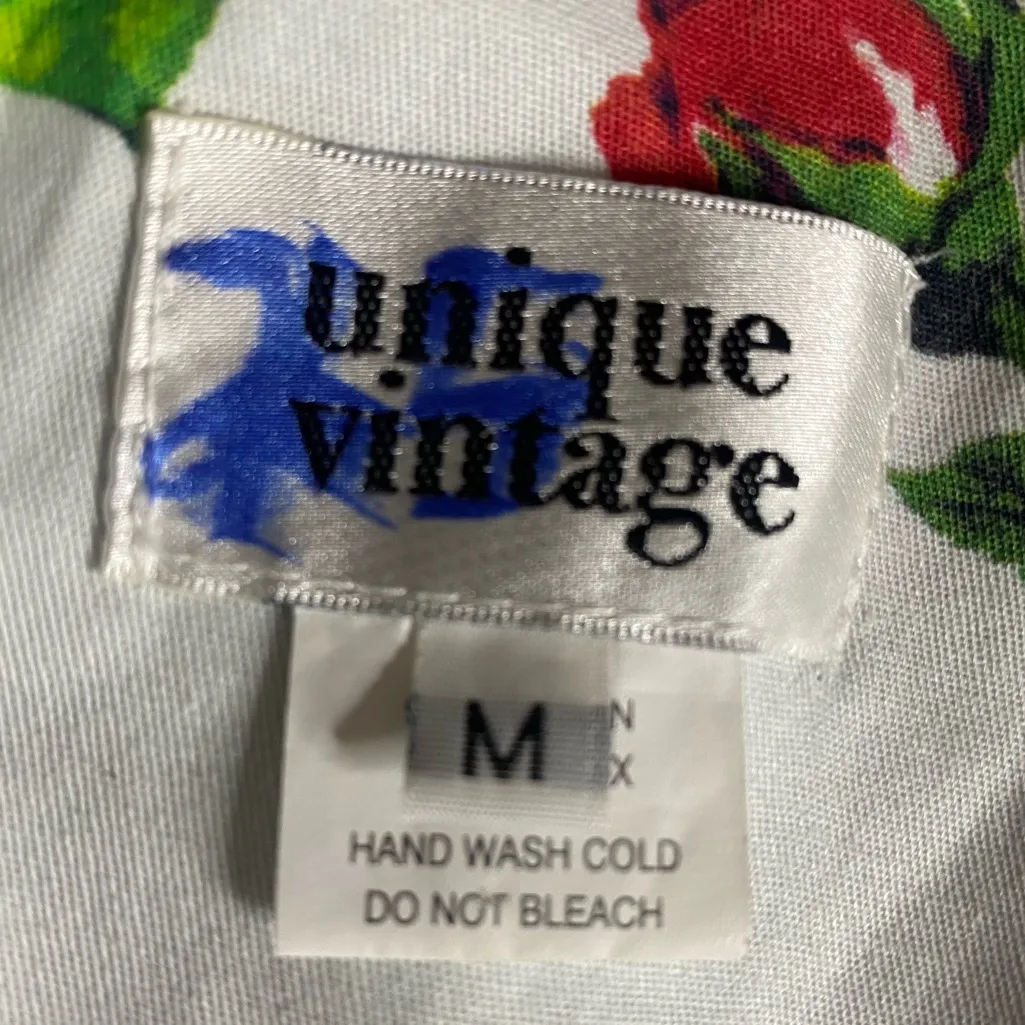 unique
vintage
M
N
X
HAND WASH COLD
DO NOT BLEACH